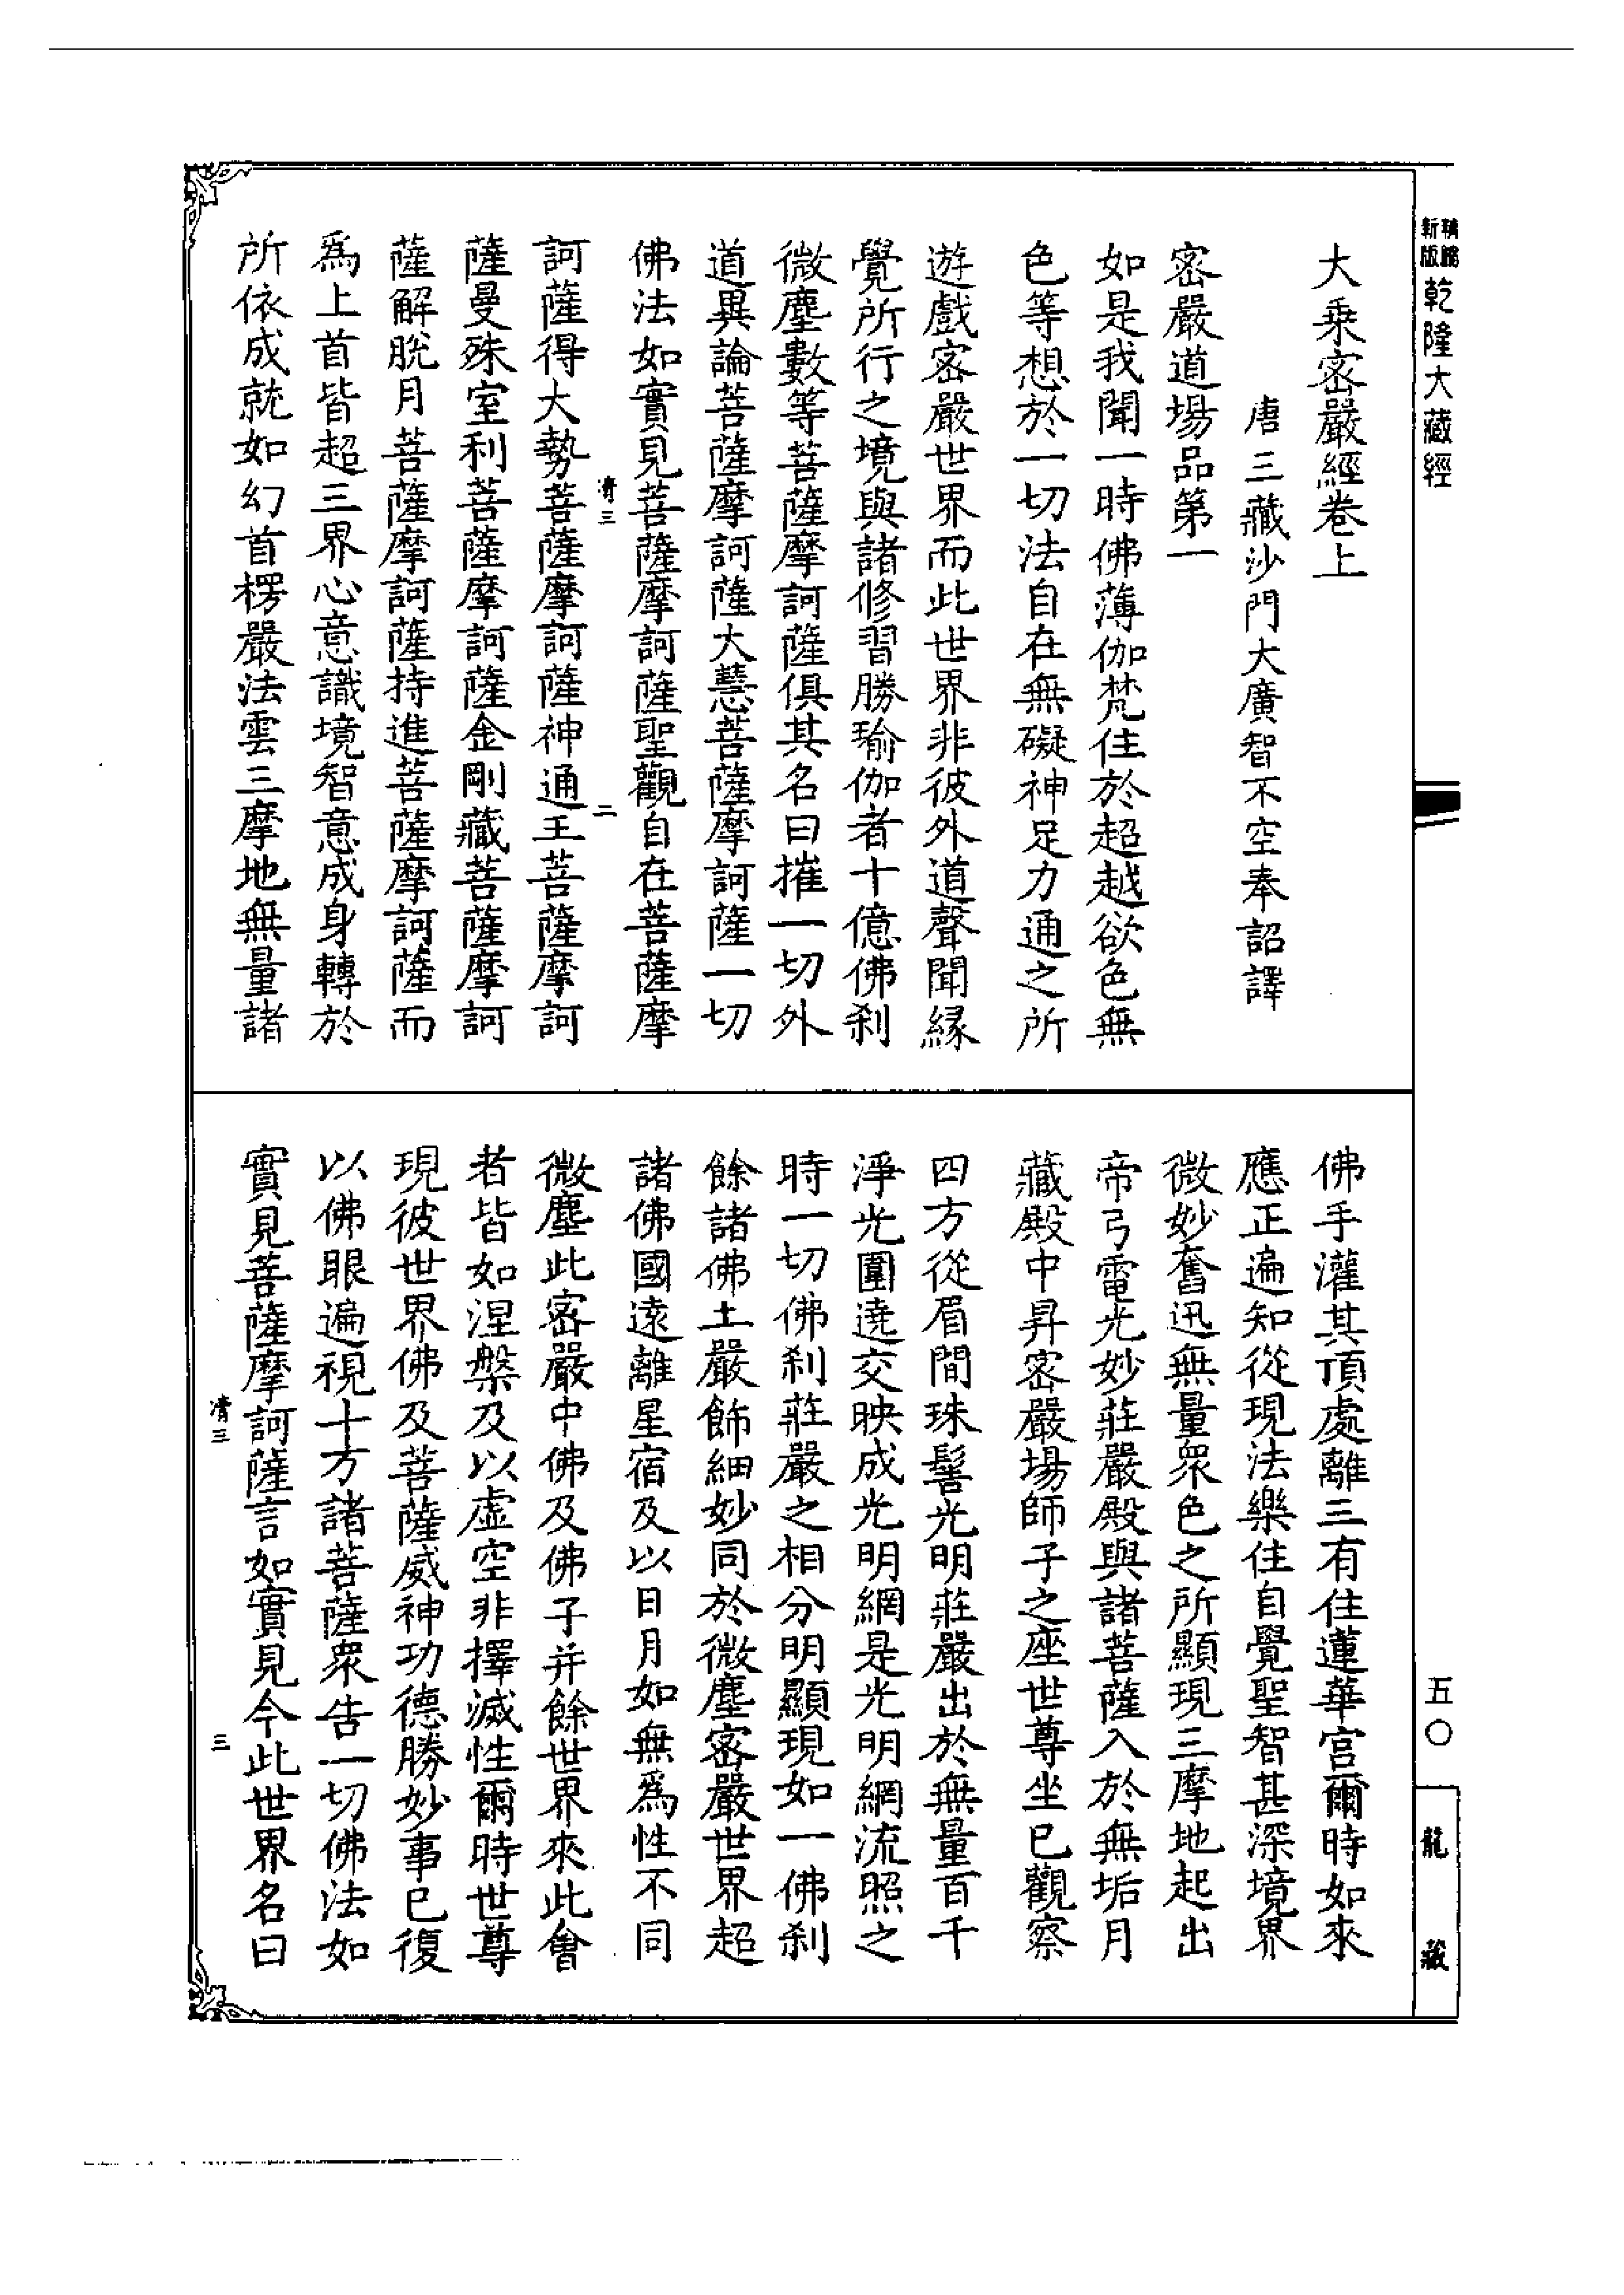 新版
乾隆大藏經
大乗密嚴經卷上
唐三藏沙門大廣智不空奉詔譯
密嚴道場品第一
如是我聞一時佛薄伽梵住於超越欲色無
色等想於一切法自在無礙神足力通之所
遊戲密嚴世界而此世界非彼外道聲聞緣
覺所行之境與諸修習勝瑜伽者十億佛刹
微塵數等菩薩摩訶薩俱其名曰摧一切外
道異論菩薩摩訶薩大慧菩薩摩訶薩一切
佛法如實見菩薩摩訶薩聖觀自在菩薩摩
清三
二
訶薩得大勢菩薩摩訶薩神通王菩薩摩訶
薩曼殊室利菩薩摩訶薩金剛藏菩薩摩訶
薩解脫月菩薩摩訶薩持進菩薩摩訶薩而
爲上首皆超三界心意識境智意成身轉於
所依成就如幻首楞嚴法雲三摩地無量諸
佛手灌其頂處離三有住蓮華宮爾時如來
應正遍知從現法樂住自覺聖智甚深境界
微妙奮迅無量眾色之所顯現三摩地起出
帝弓電光妙莊嚴殿與諸菩薩入於無垢月
藏殿中昇密嚴場師子之座世尊坐已觀察
四方從眉間珠髻光明莊嚴出於無量百千
淨光圍遶交映成光明網是光明網流照之
時一切佛刹莊嚴之相分明顯現如一佛刹
餘諸佛土嚴飾細妙同於微塵密嚴世界超
諸佛國遠離星宿及以日月如無爲性不同
微塵此密嚴中佛及佛子并餘世界來此會
者皆如涅槃及以虛空非擇滅性爾時世尊
現彼世界佛及菩薩威神功德勝妙事已復
以佛眼遍視十方諸菩薩眾告一切佛法如
實見菩薩摩訶薩言如實見今此世界名曰
清三
三
五〇
龍藏